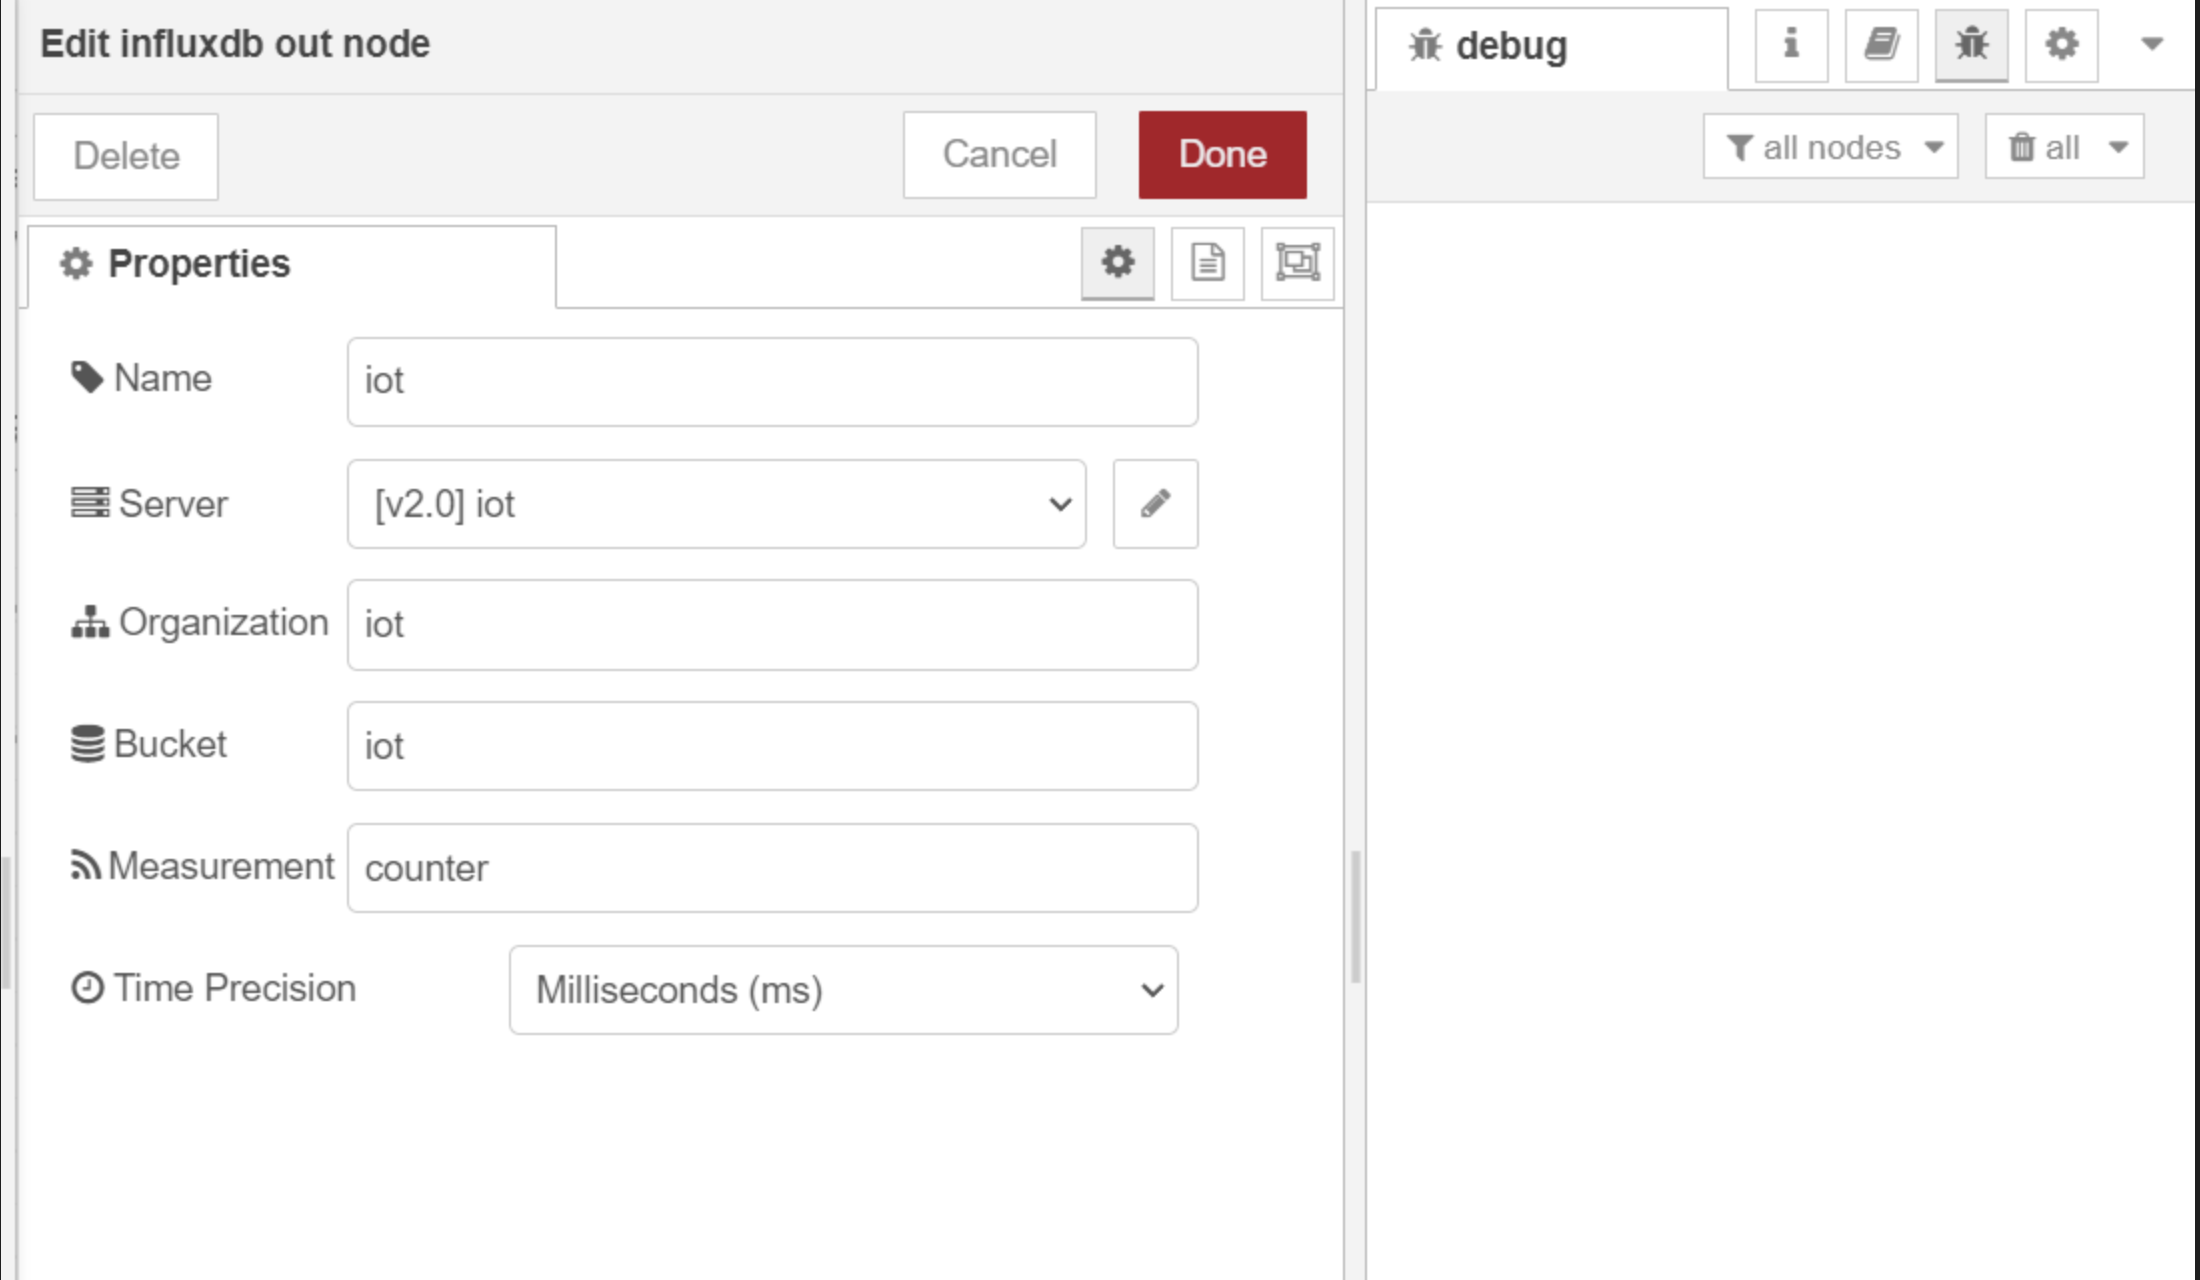 Edit influxdb out node
Delete
Cancel
Done
Properties
Name
iot
Server
[v2.0] iot
Organization
iot
Bucket
iot
Measurement
counter
Time Precision
Milliseconds (ms)
debug
all nodes
all